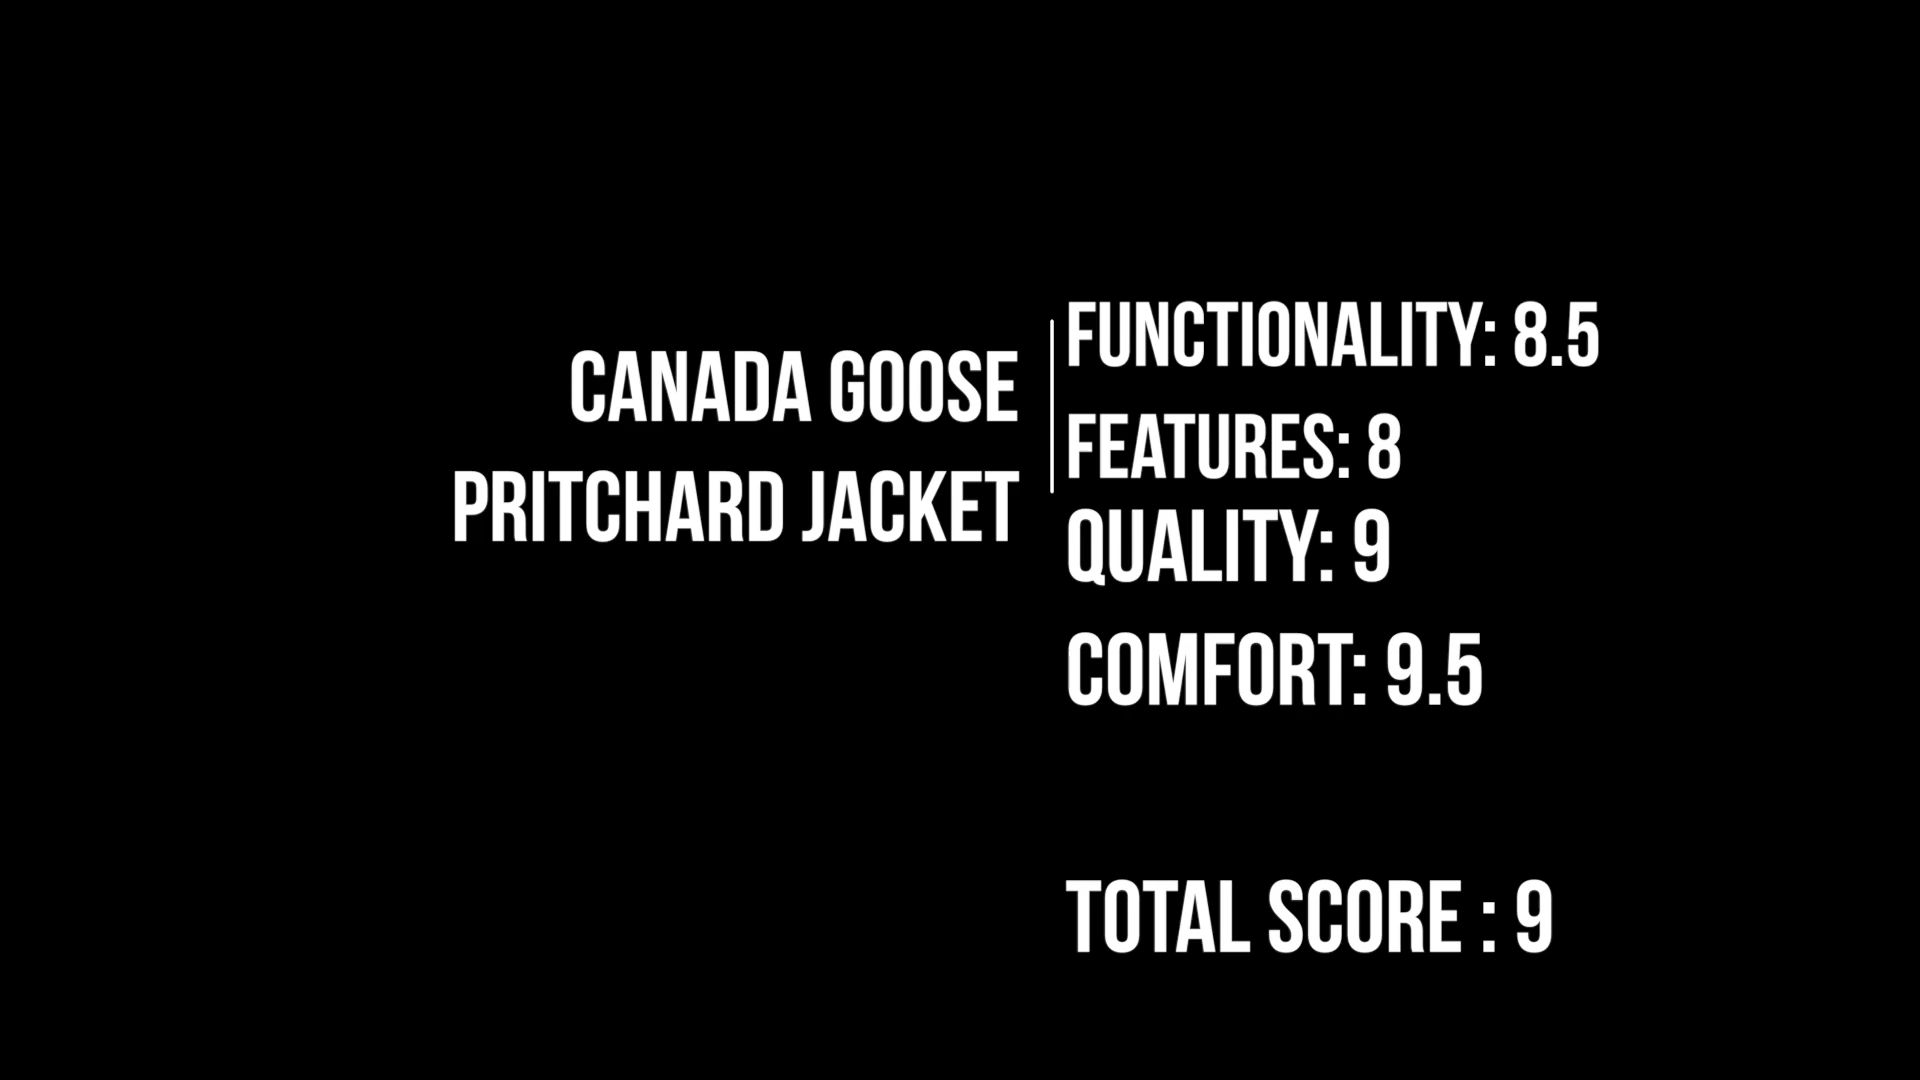 CANADA GOOSE
PRITCHARD JACKET
FUNCTIONALITY: 8.5
FEATURES: 8
QUALITY: 9
COMFORT: 9.5
TOTAL SCORE : 9